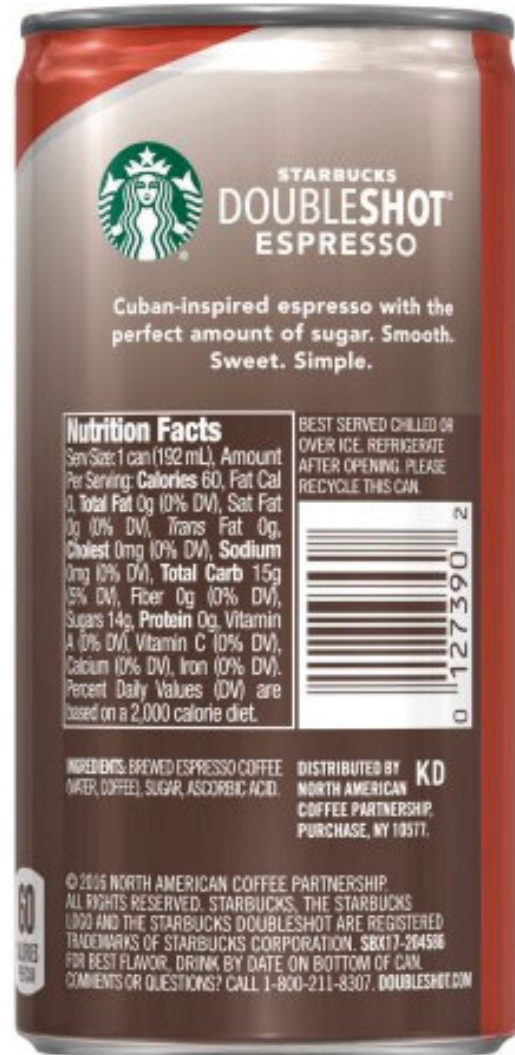 STARBUCKS
DOUBLESHOT®
ESPRESSO
Cuban-inspired espresso with the
perfect amount of sugar. Smooth.
Sweet. Simple.
Nutrition Facts
Serv Size: 1 can (192 mL), Amount
Per Serving: Calories 60, Fat Cal
0, Total Fat 0g (0% DV), Sat Fat
0g (0% DV), Trans Fat 0g,
Cholest 0mg (0% DV), Sodium
0mg (0% DV), Total Carb 15g
(5% DV), Fiber 0g (0% DV),
Sugars 14g, Protein 0g, Vitamin
A (0% DV), Vitamin C (0% DV),
Calcium (0% DV), Iron (0% DV).
Percent Daily Values (DV) are
based on a 2,000 calorie diet.
BEST SERVED CHILLED OR
OVER ICE. REFRIGERATE
AFTER OPENING. PLEASE
RECYCLE THIS CAN.
0 127390 2
INGREDIENTS: BREWED ESPRESSO COFFEE
(WATER, COFFEE), SUGAR, ASCORBIC ACID.
DISTRIBUTED BY
NORTH AMERICAN
COFFEE PARTNERSHIP,
PURCHASE, NY 10577.
KD
60
CALORIES
PER CAN
© 2016 NORTH AMERICAN COFFEE PARTNERSHIP.
ALL RIGHTS RESERVED. STARBUCKS, THE STARBUCKS
LOGO AND THE STARBUCKS DOUBLESHOT ARE REGISTERED
TRADEMARKS OF STARBUCKS CORPORATION. SBX17-204586
FOR BEST FLAVOR, DRINK BY DATE ON BOTTOM OF CAN.
COMMENTS OR QUESTIONS? CALL 1-800-211-8307. DOUBLESHOT.COM